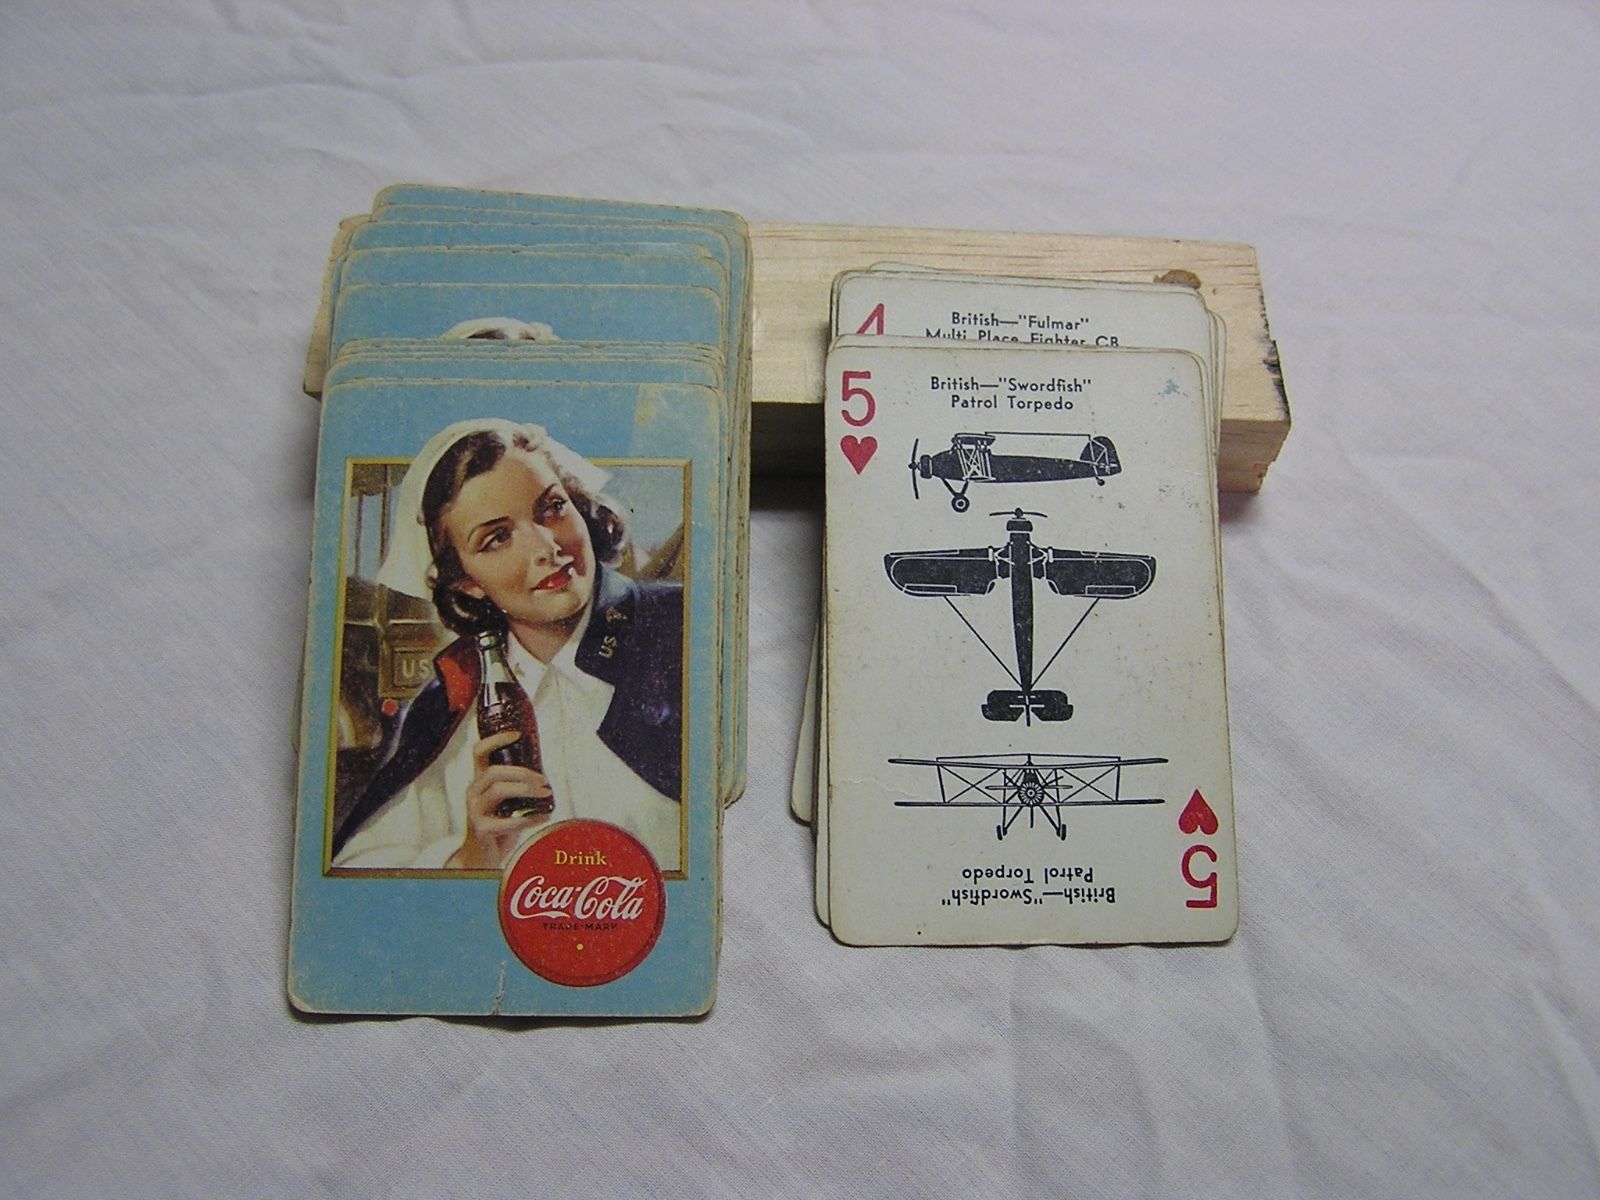 US
US A
Drink
Coca-Cola
TRADE-MARK
4
British—"Fulmar"
Multi Place Fighter CB
5
British—"Swordfish"
Patrol Torpedo
British—"Swordfish"
Patrol Torpedo
5